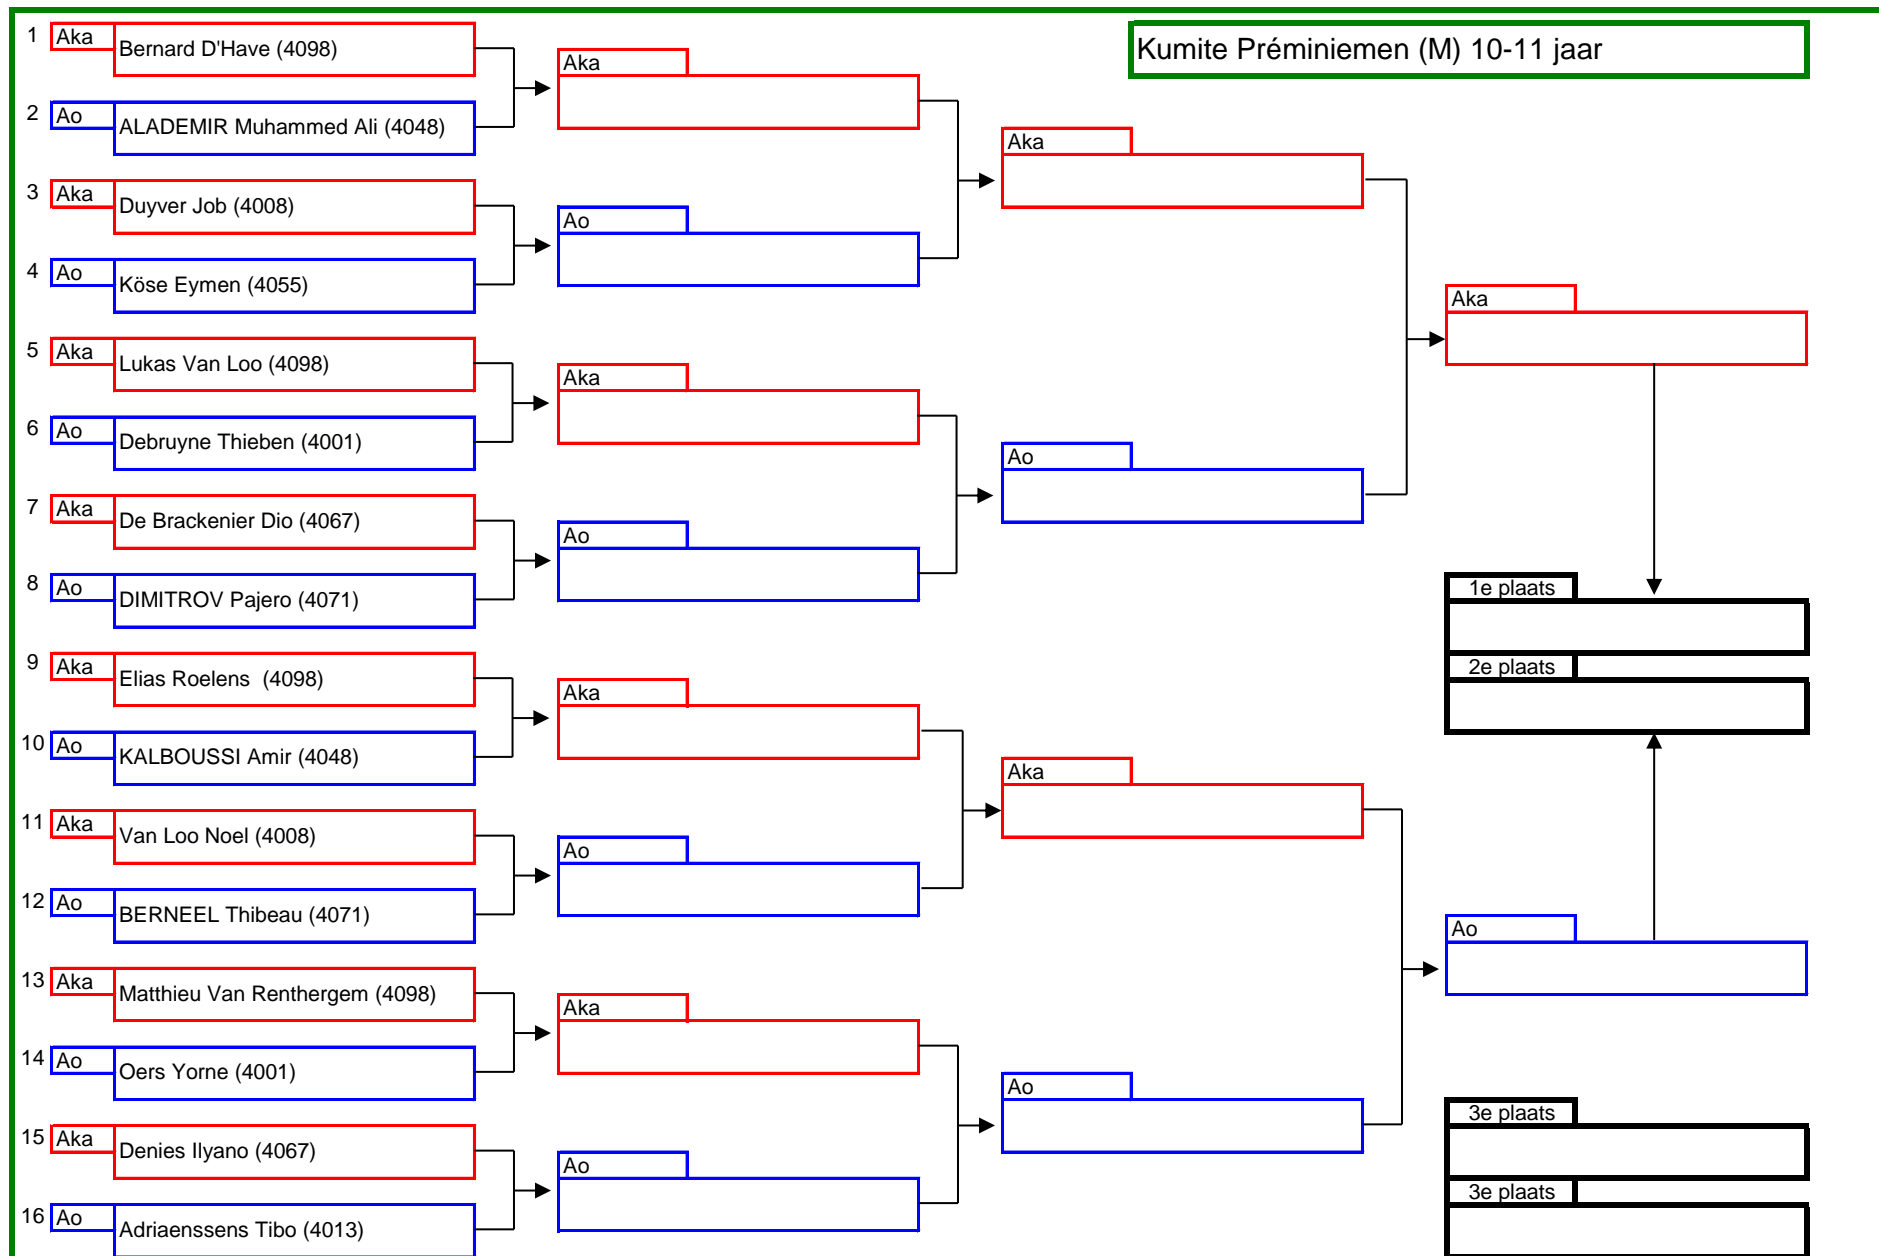 Kumite Préminiemen (M) 10-11 jaar
1 Aka Bernard D'Have (4098)
2 Ao ALADEMIR Muhammed Ali (4048)
3 Aka Duyver Job (4008)
4 Ao Köse Eymen (4055)
5 Aka Lukas Van Loo (4098)
6 Ao Debruyne Thieben (4001)
7 Aka De Brackenier Dio (4067)
8 Ao DIMITROV Pajero (4071)
9 Aka Elias Roelens  (4098)
10 Ao KALBOUSSI Amir (4048)
11 Aka Van Loo Noel (4008)
12 Ao BERNEEL Thibeau (4071)
13 Aka Matthieu Van Renthergem (4098)
14 Ao Oers Yorne (4001)
15 Aka Denies Ilyano (4067)
16 Ao Adriaenssens Tibo (4013)
Aka
Ao
Aka
Ao
Aka
Ao
Aka
Ao
Aka
Ao
Aka
Ao
Aka
1e plaats
2e plaats
Ao
3e plaats
3e plaats